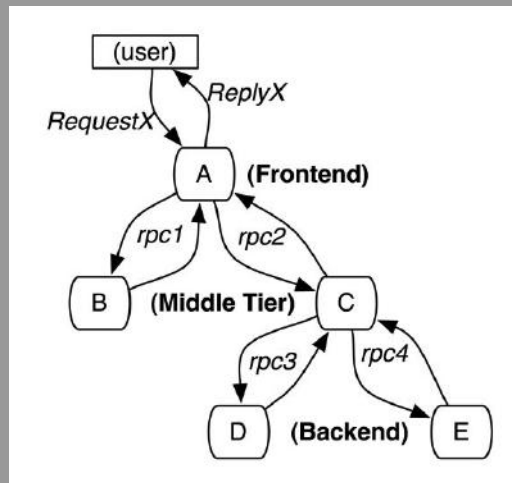 (user)
RequestX
ReplyX
A
(Frontend)
rpc1
rpc2
B
(Middle Tier)
C
rpc3
rpc4
D
(Backend)
E